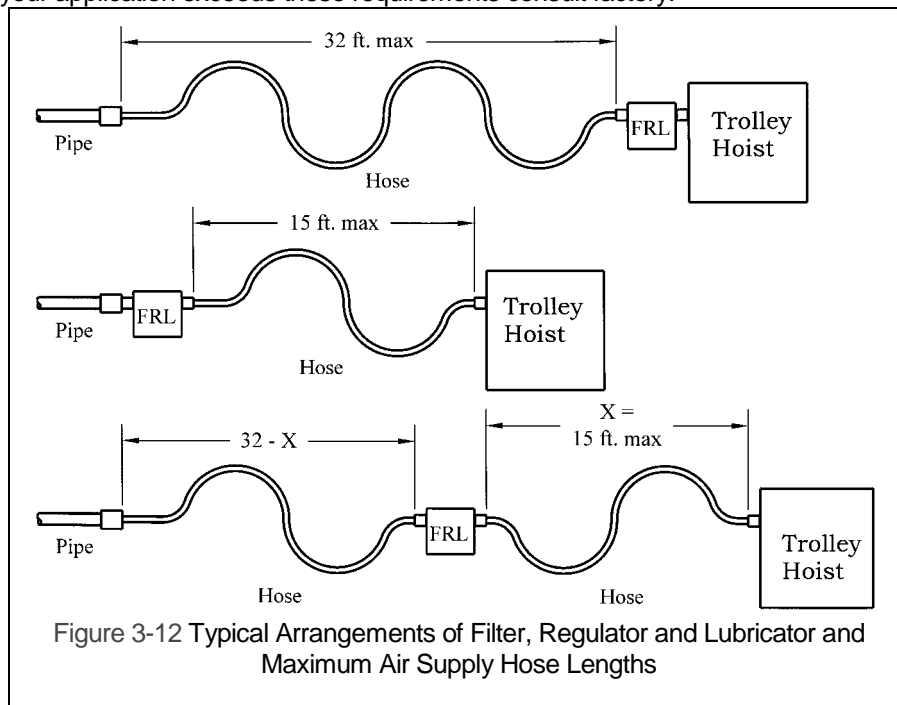 your application exceeds these requirements consult factory.
32 ft. max
Pipe
Hose
FRL
Trolley
Hoist
15 ft. max
Pipe
FRL
Hose
Trolley
Hoist
32 - X
X =
15 ft. max
Pipe
Hose
FRL
Hose
Trolley
Hoist
Figure 3-12 Typical Arrangements of Filter, Regulator and Lubricator and
Maximum Air Supply Hose Lengths